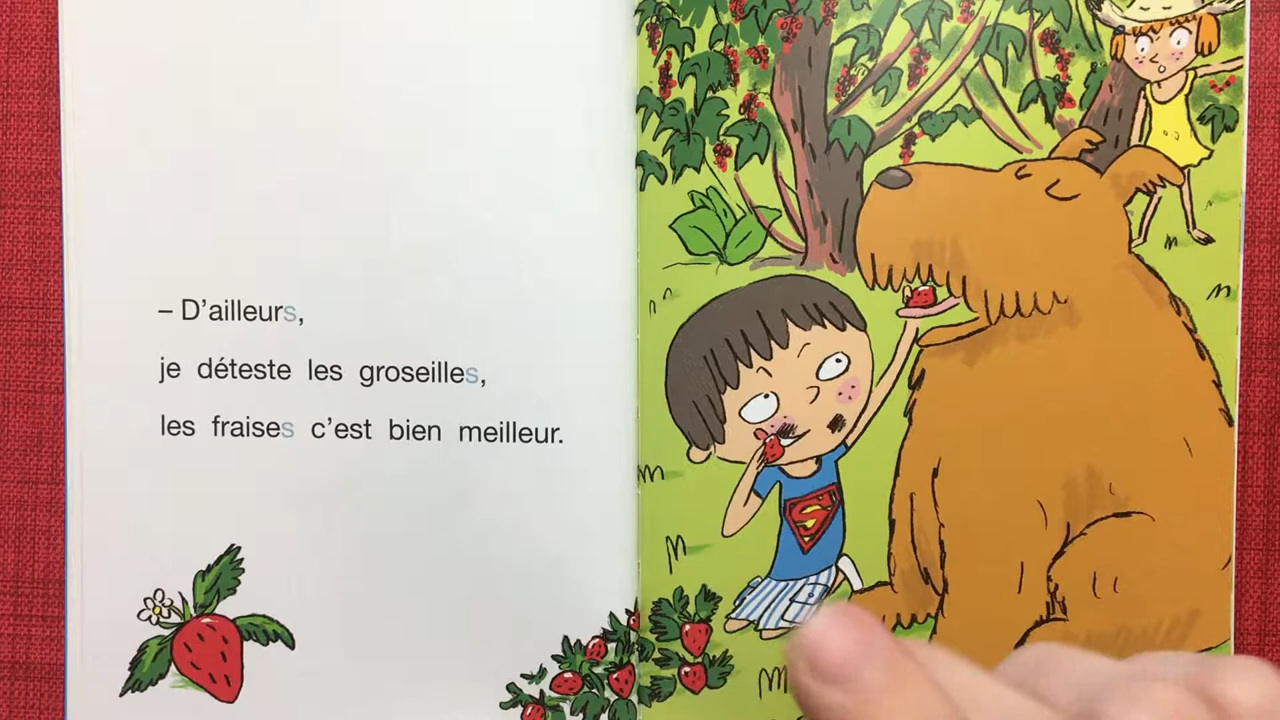 – D'ailleurs,
je déteste les groseilles,
les fraises c'est bien meilleur.
S